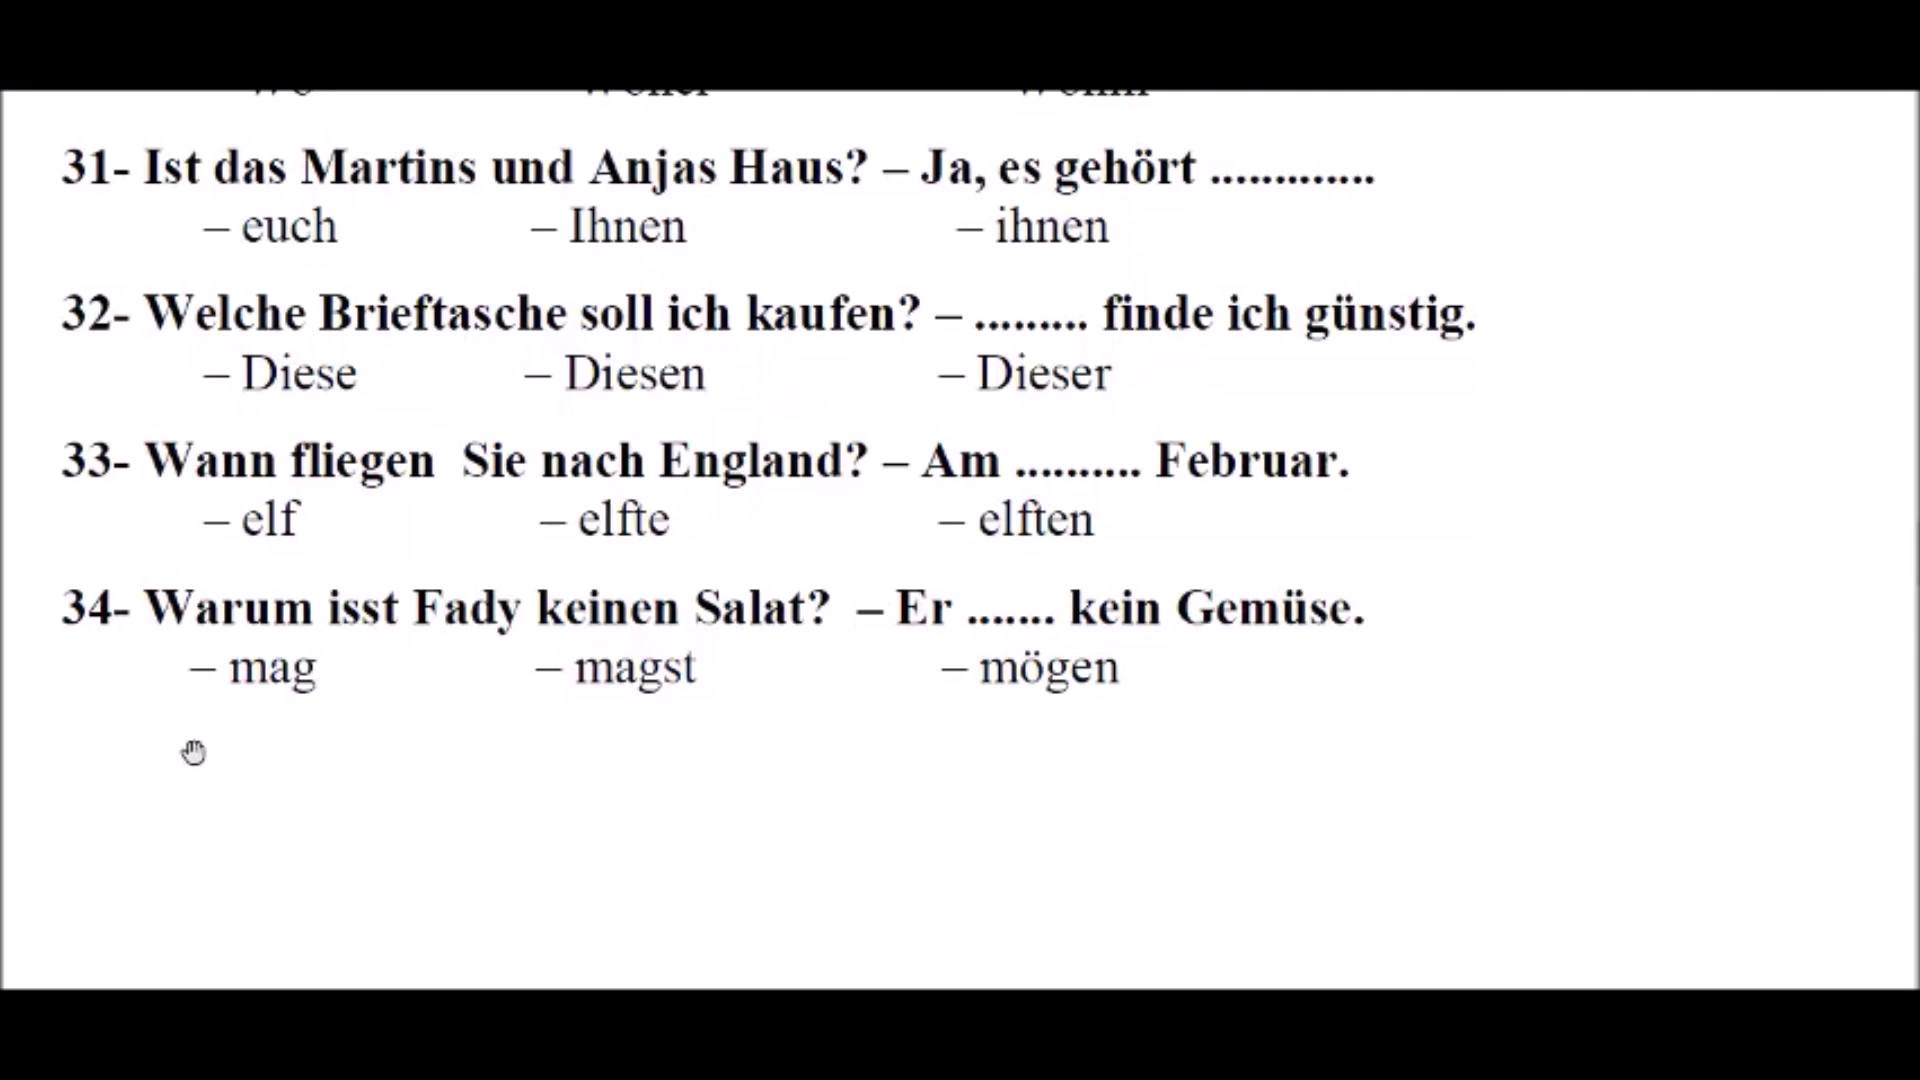 31- Ist das Martins und Anjas Haus? – Ja, es gehört .............
– euch – Ihnen – ihnen
32- Welche Brieftasche soll ich kaufen? – ......... finde ich günstig.
– Diese – Diesen – Dieser
33- Wann fliegen Sie nach England? – Am .......... Februar.
– elf – elfte – elften
34- Warum isst Fady keinen Salat? – Er ....... kein Gemüse.
– mag – magst – mögen